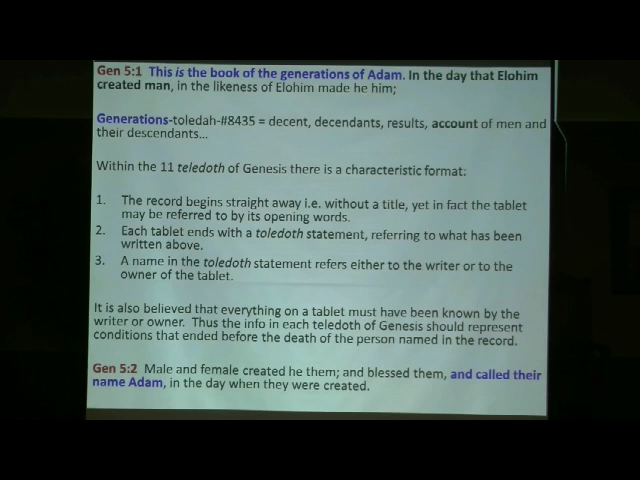 Gen 5:1 This is the book of the generations of Adam. In the day that Elohim
created man, in the likeness of Elohim made he him;
Generations-toledah-#8435 = decent, decendants, results, account of men and
their descendants...
Within the 11 teledoth of Genesis there is a characteristic format:
1. The record begins straight away i.e. without a title, yet in fact the tablet
may be referred to by its opening words.
2. Each tablet ends with a toledoth statement, referring to what has been
written above.
3. A name in the toledoth statement refers either to the writer or to the
owner of the tablet.
It is also believed that everything on a tablet must have been known by the
writer or owner. Thus the info in each teledoth of Genesis should represent
conditions that ended before the death of the person named in the record.
Gen 5:2 Male and female created he them; and blessed them, and called their
name Adam, in the day when they were created.